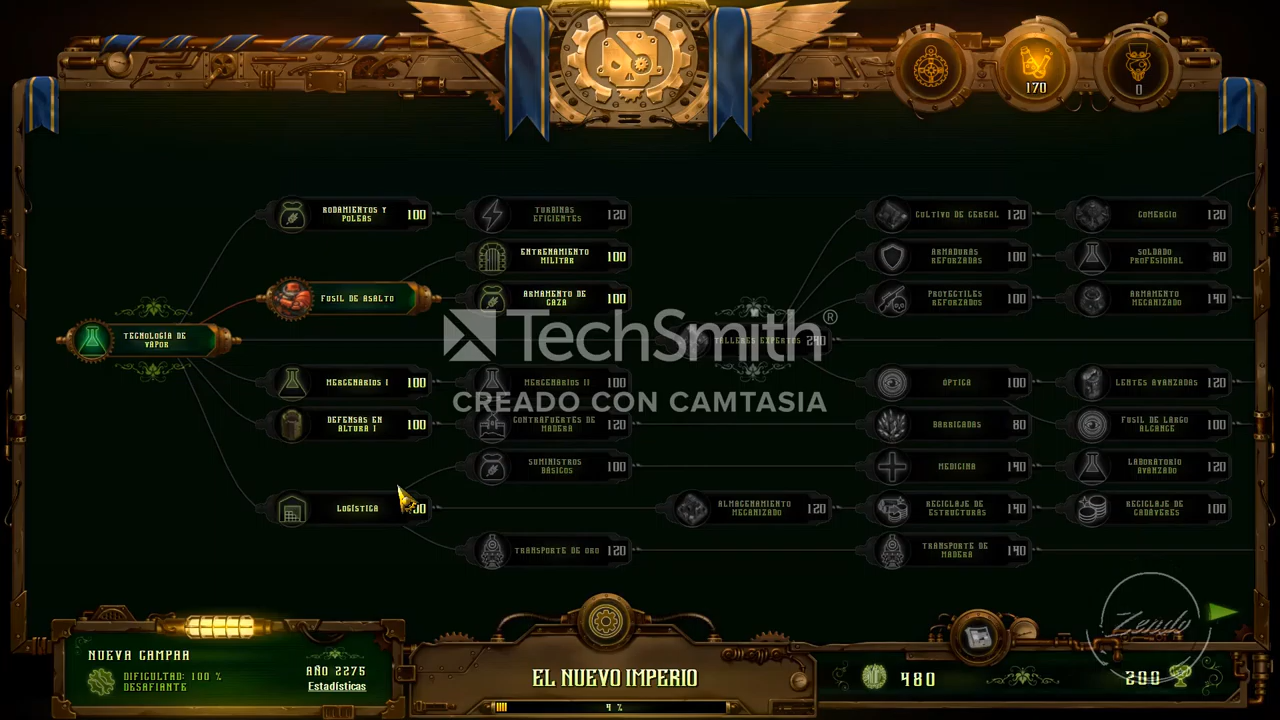 170
0
RODAMIENTOS Y
POLEAS
100
TURBINAS
EFICIENTES
120
CULTIVO DE CEREAL
120
COMERCIO
120
ENTRENAMIENTO
MILITAR
100
ARMADURAS
REFORZADAS
100
SOLDADO
PROFESIONAL
80
FUSIL DE ASALTO
ARMAMENTO DE
CAZA
100
PROYECTILES
REFORZADOS
100
ARMAMENTO
MECANIZADO
140
TECNOLOGÍA DE
VAPOR
TechSmith®
TALLERES EXPERTOS
240
MERCENARIOS I
100
MERCENARIOS II
100
ÓPTICA
100
LENTES AVANZADAS
120
CREADO CON CAMTASIA
DEFENSAS EN
ALTURA I
100
CONTRAFUERTES DE
MADERA
120
BARRICADAS
80
FUSIL DE LARGO
ALCANCE
100
SUMINISTROS
BÁSICOS
100
MEDICINA
140
LABORATORIO
AVANZADO
120
LOGÍSTICA
ALMACENAMIENTO
MECANIZADO
120
RECICLAJE DE
ESTRUCTURAS
140
RECICLAJE DE
CADÁVERES
100
TRANSPORTE DE ORO
120
TRANSPORTE DE
MADERA
140
Zendo
NUEVA CAMPAÑA
DIFICULTAD: 100 %
DESAFIANTE
AÑO 2275
Estadísticas
EL NUEVO IMPERIO
4 %
480
200